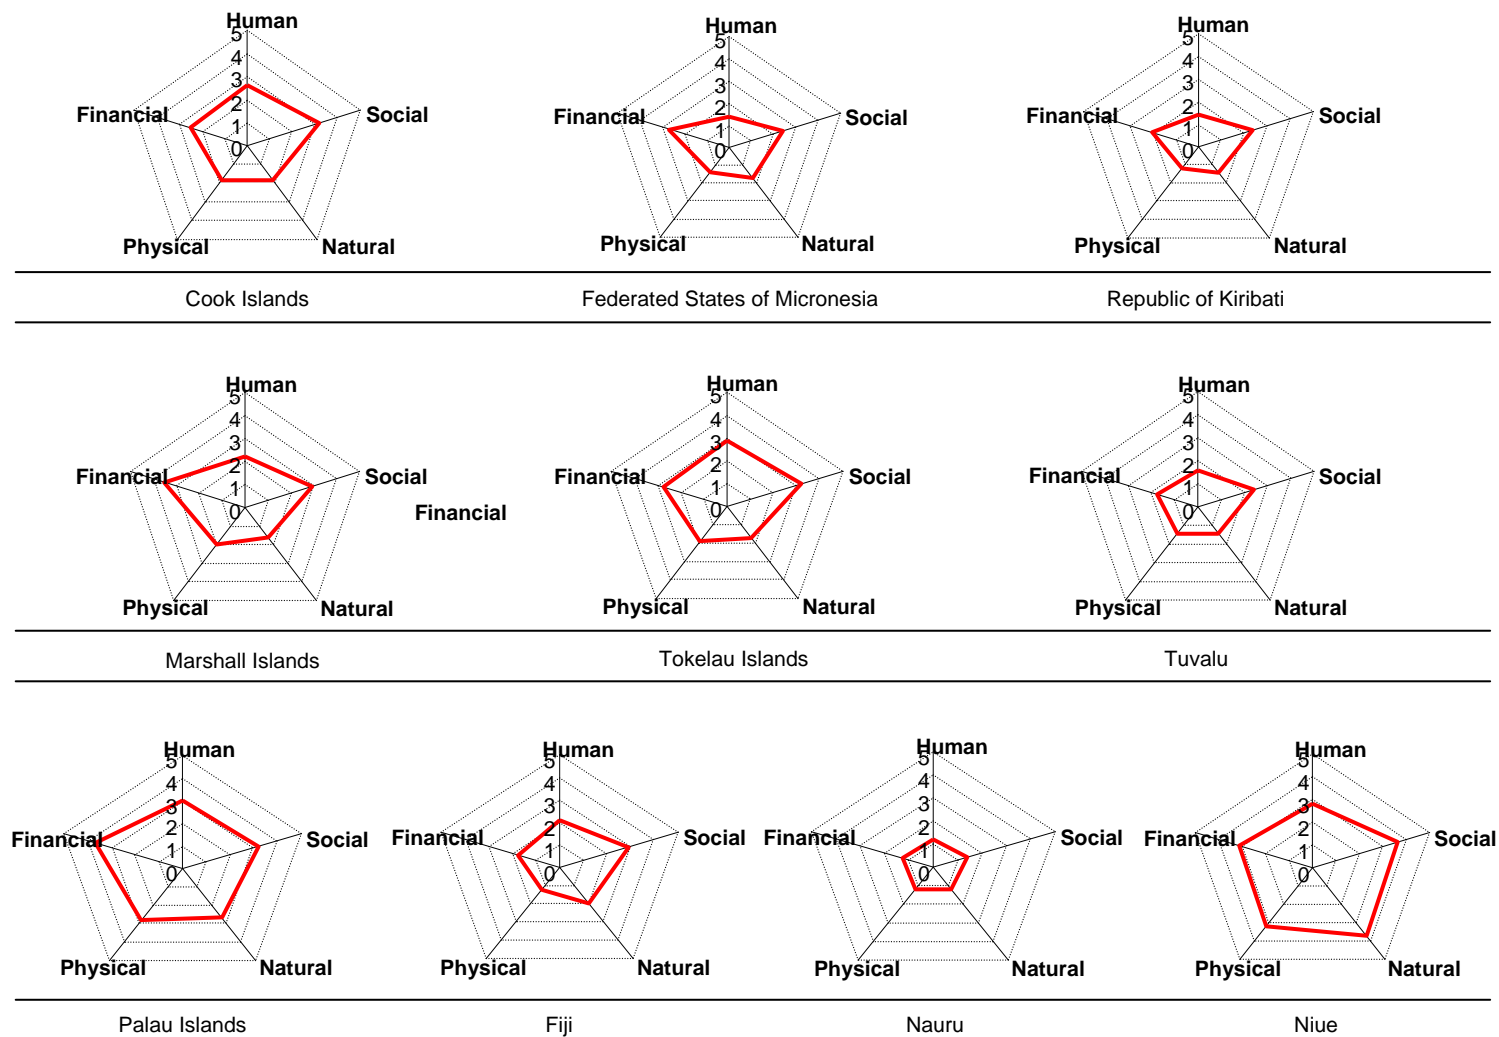 Human Human Human
5 5 5
4 4 4
3 3 3
Financial 2 Social Financial 2 Social Financial 2 Social
1 1 1
0 0 0
Physical Natural Physical Natural Physical Natural
Cook Islands Federated States of Micronesia Republic of Kiribati
Human Human Human
5 5 5
4 4 4
3 3 3
Financial 2 Social Financial 2 Social Financial 2 Social
1 1 1
0 Financial 0 0
Physical Natural Physical Natural Physical Natural
Marshall Islands Tokelau Islands Tuvalu
Human Human Human Human
5 5 5 5
4 4 4 4
3 3 3 3
Financial 2 Social Financial 2 Social Financial 2 Social Financial 2 Social
1 1 1 1
0 0 0 0
Physical Natural Physical Natural Physical Natural Physical Natural
Palau Islands Fiji Nauru Niue